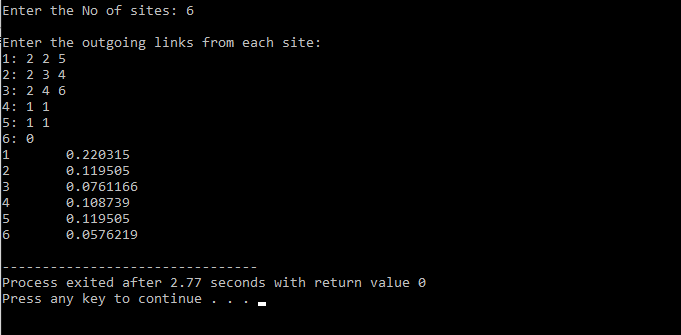 Enter the No of sites: 6
Enter the outgoing links from each site:
1: 2 2 5
2: 2 3 4
3: 2 4 6
4: 1 1
5: 1 1
6: 0
1 0.220315
2 0.119505
3 0.0761166
4 0.108739
5 0.119505
6 0.0576219
--------------------------------
Process exited after 2.77 seconds with return value 0
Press any key to continue . . .